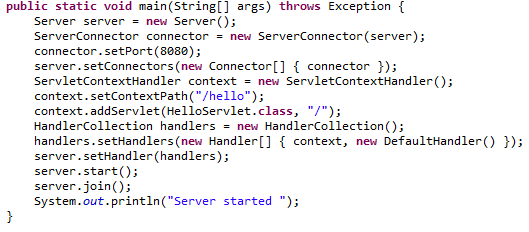 public static void main(String[] args) throws Exception {
    Server server = new Server();
    ServerConnector connector = new ServerConnector(server);
    connector.setPort(8080);
    server.setConnectors(new Connector[] { connector });
    ServletContextHandler context = new ServletContextHandler();
    context.setContextPath("/hello");
    context.addServlet(HelloServlet.class, "/");
    HandlerCollection handlers = new HandlerCollection();
    handlers.setHandlers(new Handler[] { context, new DefaultHandler() });
    server.setHandler(handlers);
    server.start();
    server.join();
    System.out.println("Server started ");
}